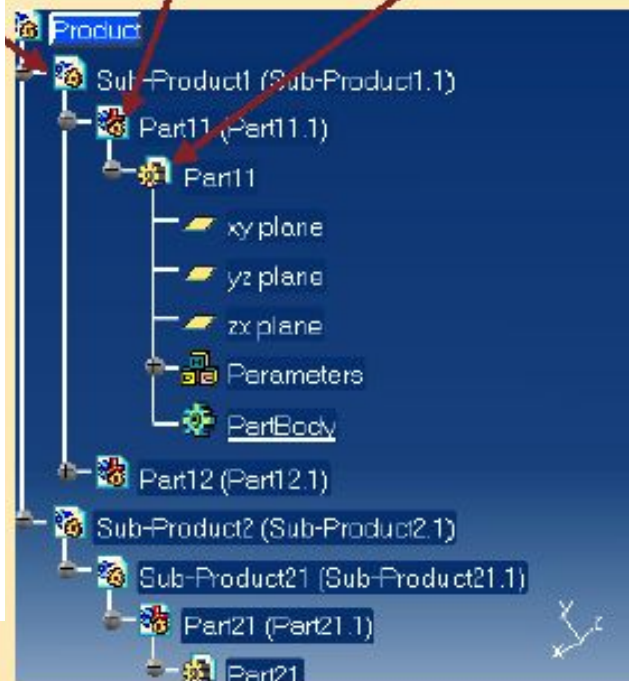 Product
Sub-Product1 (Sub-Product1.1)
Part11 (Part11.1)
Part11
xy plane
yz plane
zx plane
Parameters
PartBody
Part12 (Part12.1)
Sub-Product2 (Sub-Product2.1)
Sub-Product21 (Sub-Product21.1)
Part21 (Part21.1)
Part21
y
z
x